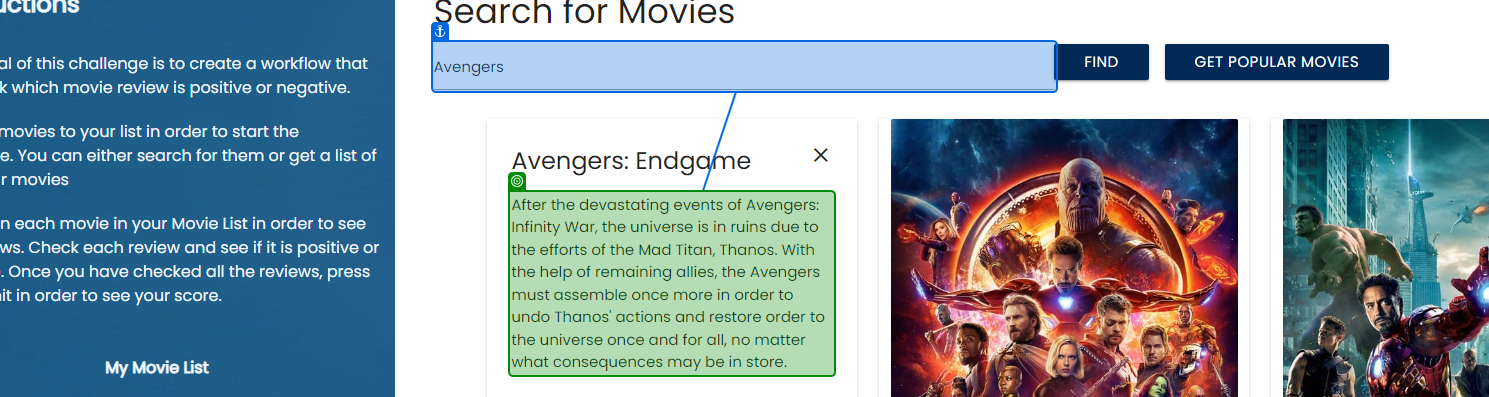 uctions
al of this challenge is to create a workflow that
k which movie review is positive or negative.
movies to your list in order to start the
e. You can either search for them or get a list of
r movies
n each movie in your Movie List in order to see
ws. Check each review and see if it is positive or
. Once you have checked all the reviews, press
it in order to see your score.
My Movie List
Search for Movies
Avengers
FIND
GET POPULAR MOVIES
Avengers: Endgame
After the devastating events of Avengers:
Infinity War, the universe is in ruins due to
the efforts of the Mad Titan, Thanos. With
the help of remaining allies, the Avengers
must assemble once more in order to
undo Thanos' actions and restore order to
the universe once and for all, no matter
what consequences may be in store.